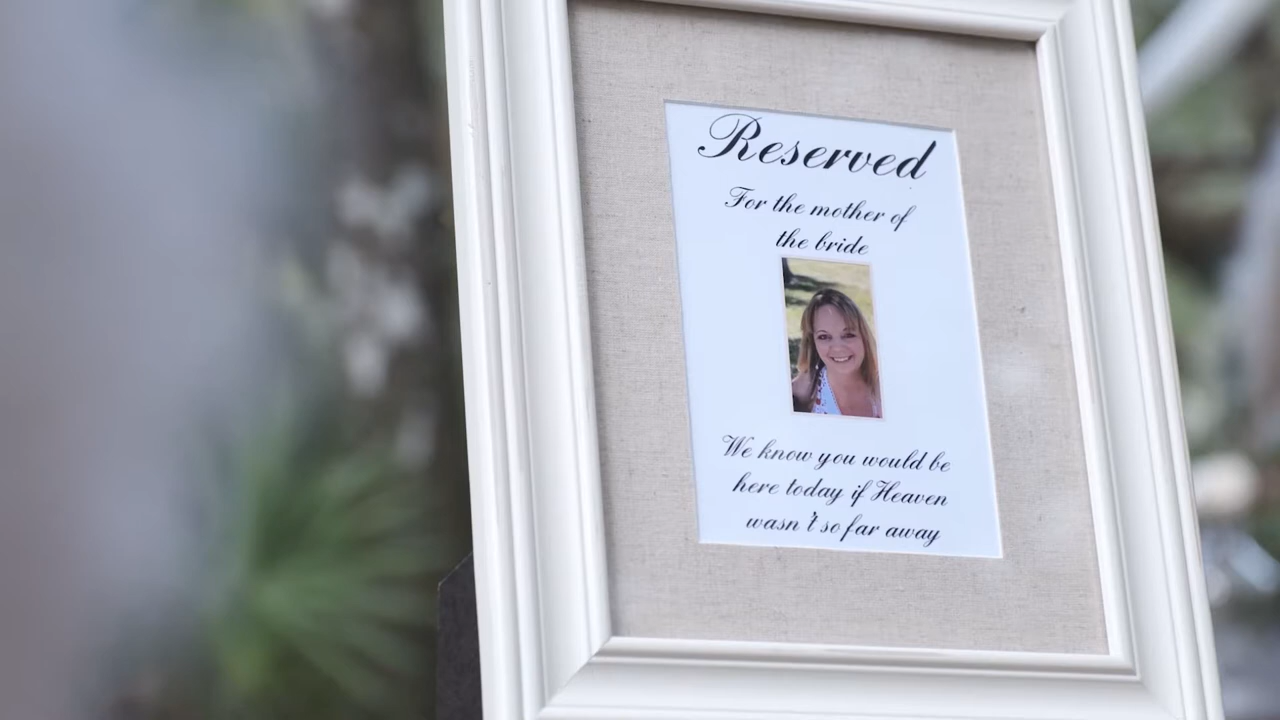 Reserved
For the mother of
the bride
We know you would be
here today if Heaven
wasn't so far away